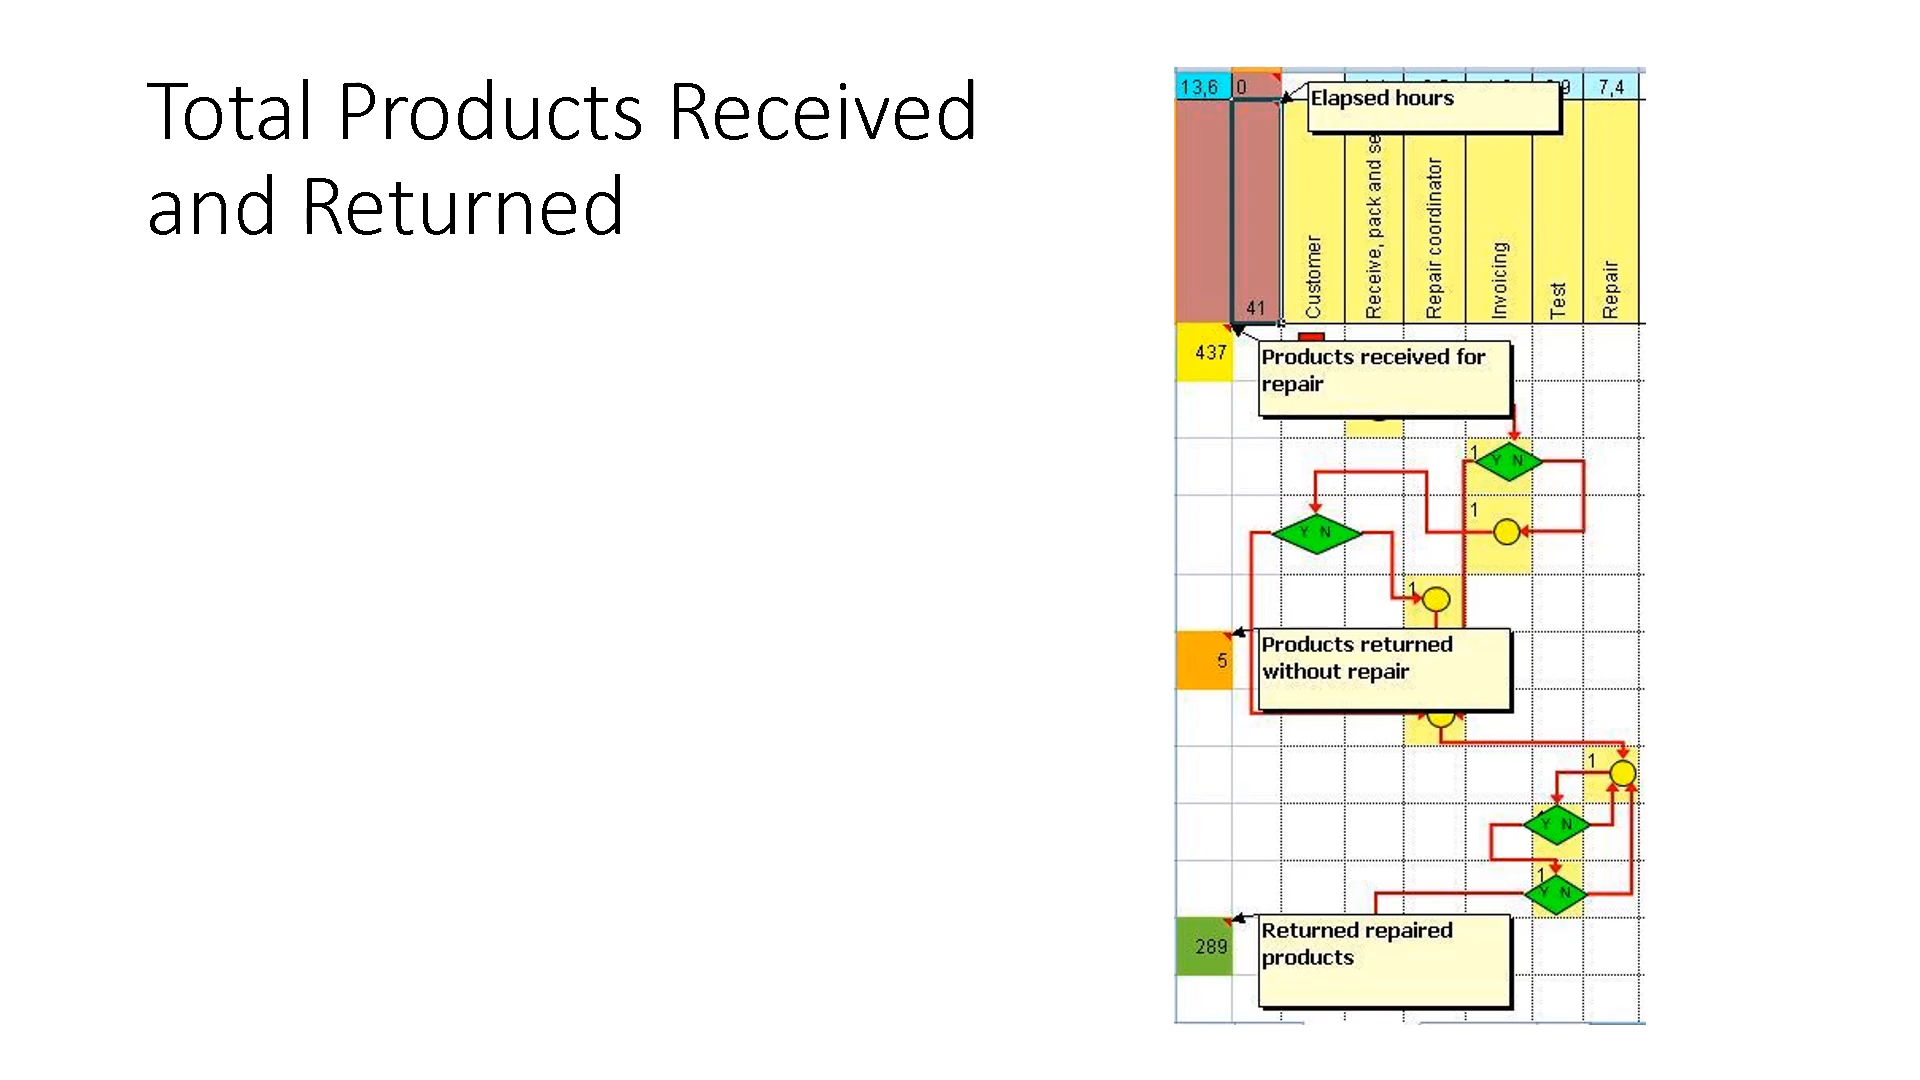 Total Products Received
and Returned
13,6
0
9
7,4
Elapsed hours
41
Customer
Receive, pack and se
Repair coordinator
Invoicing
Test
Repair
437
Products received for
repair
1
Y N
1
Y N
1
5
Products returned
without repair
1
Y N
1
Y N
289
Returned repaired
products